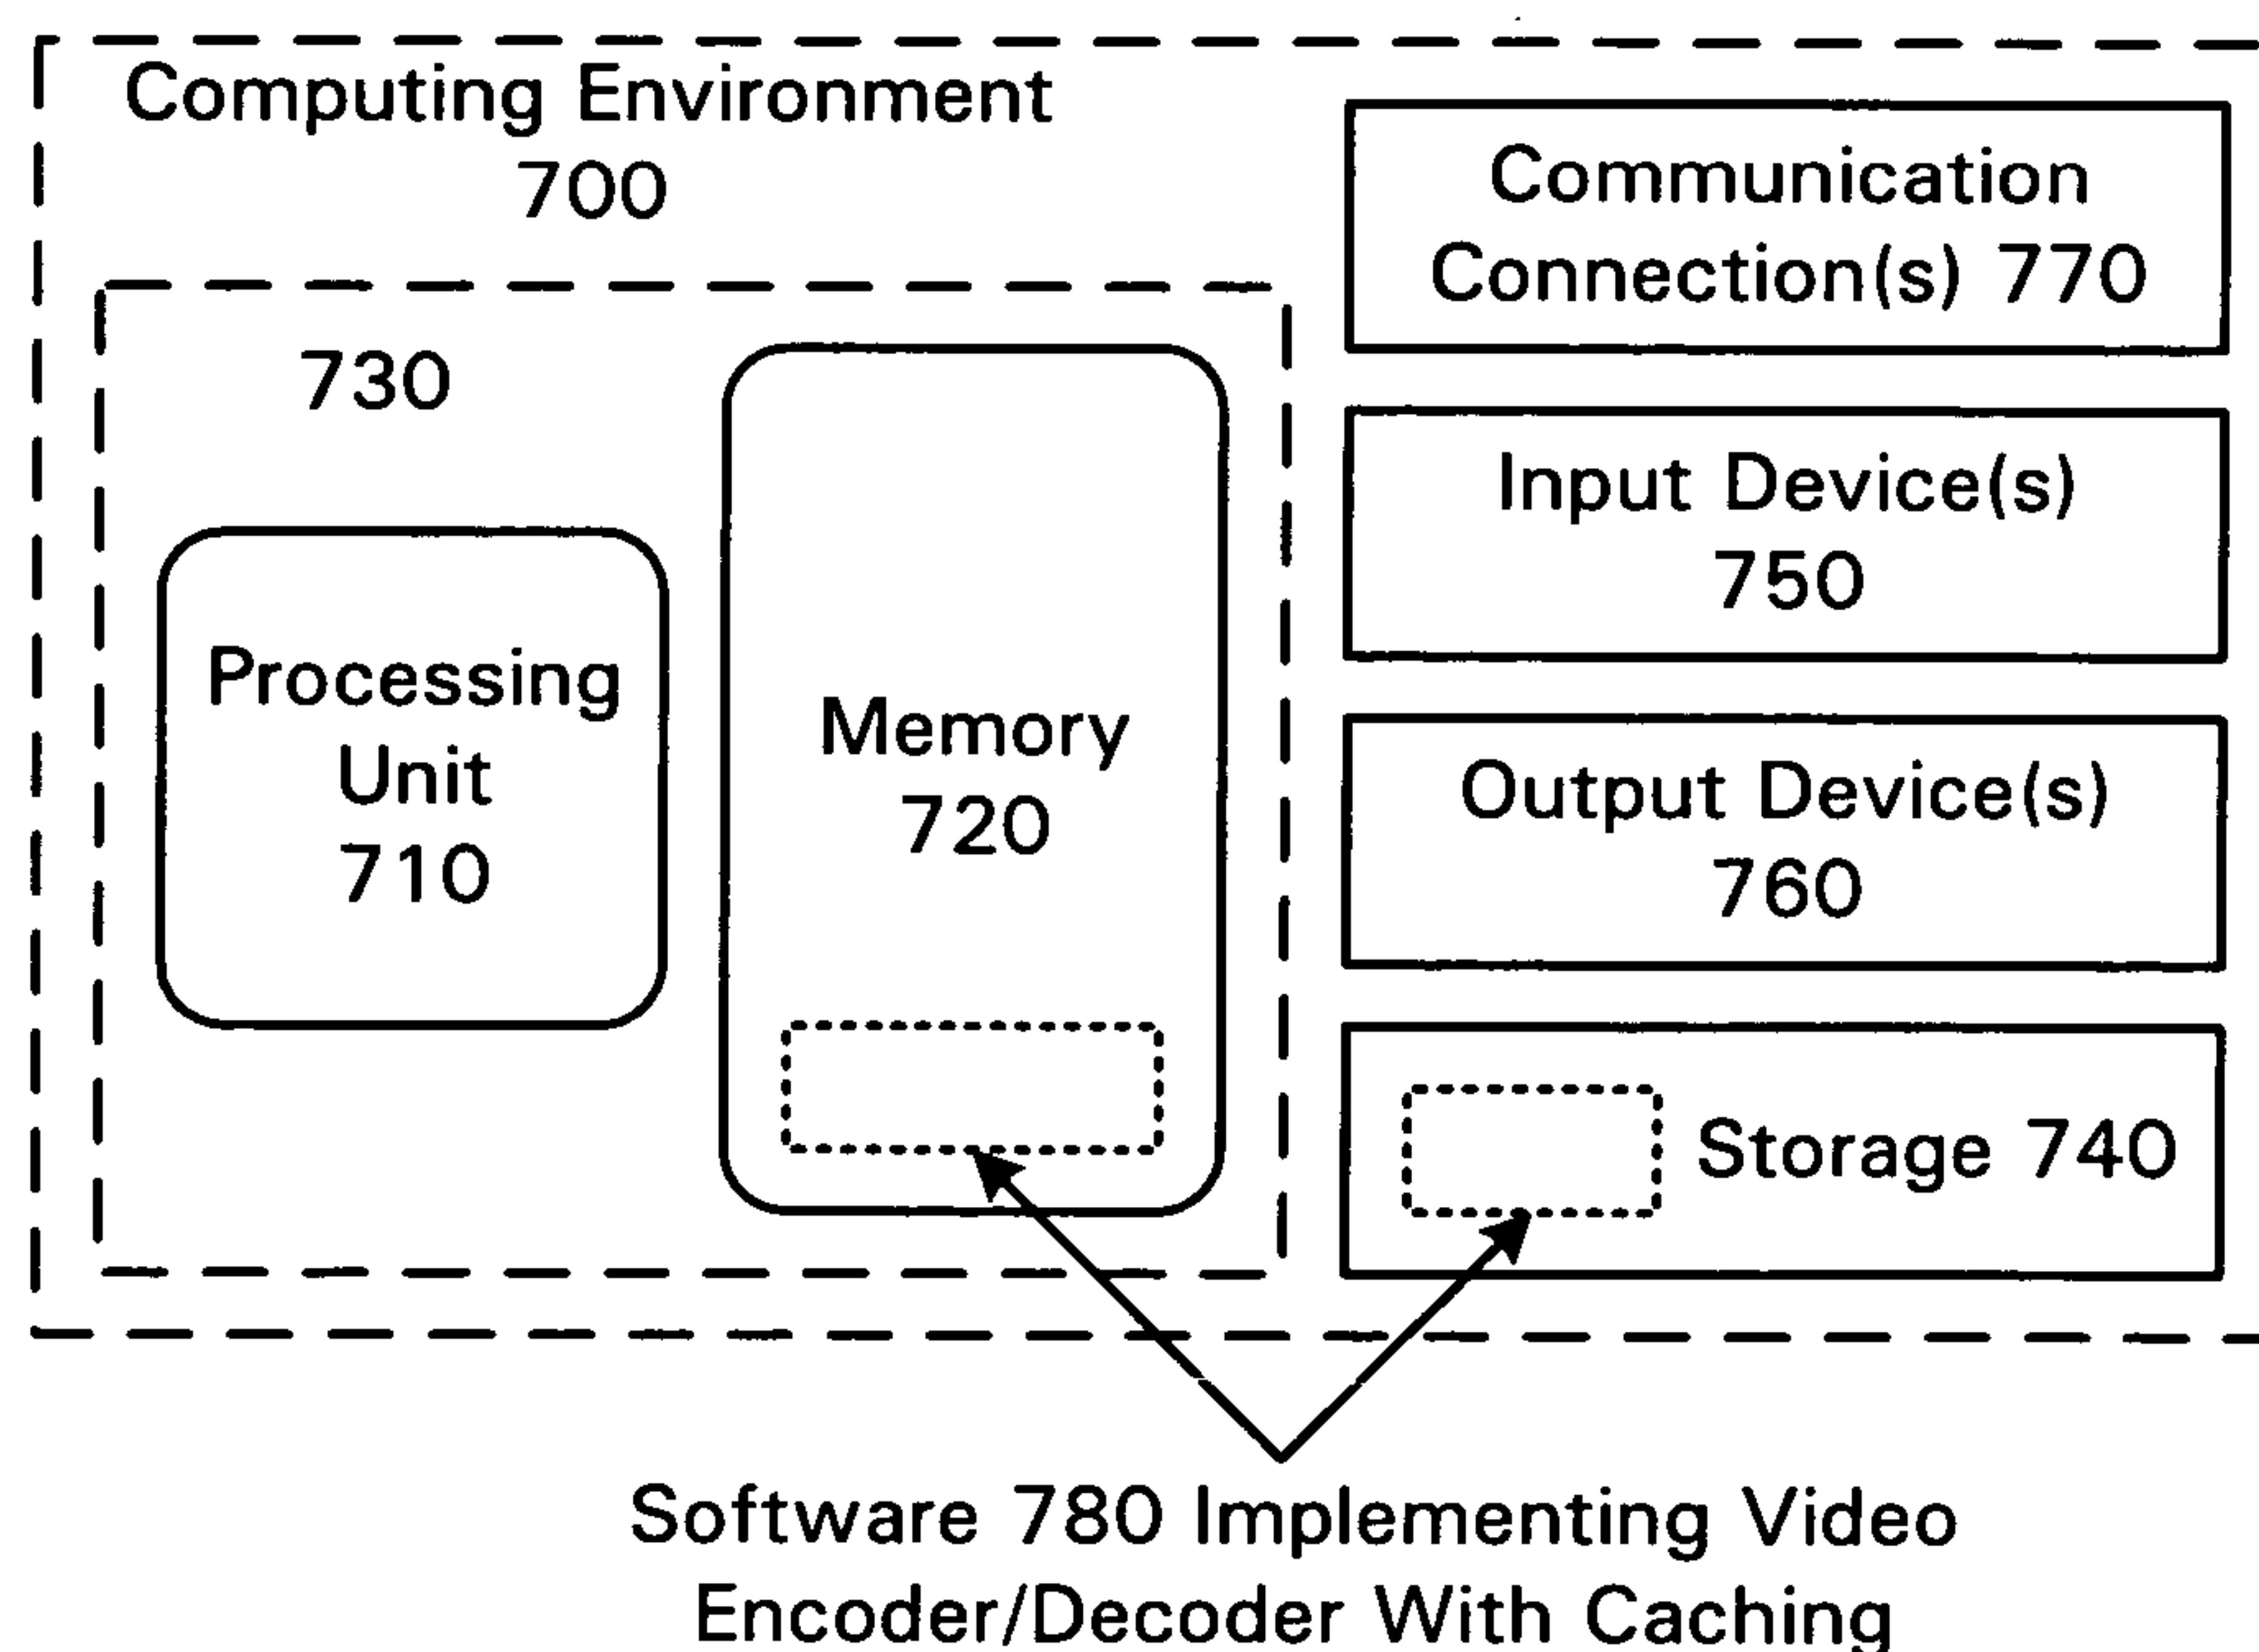 Computing Environment
700
730
Processing
Unit
710
Memory
720
Communication
Connection(s) 770
Input Device(s)
750
Output Device(s)
760
Storage 740
Software 780 Implementing Video
Encoder/Decoder With Caching